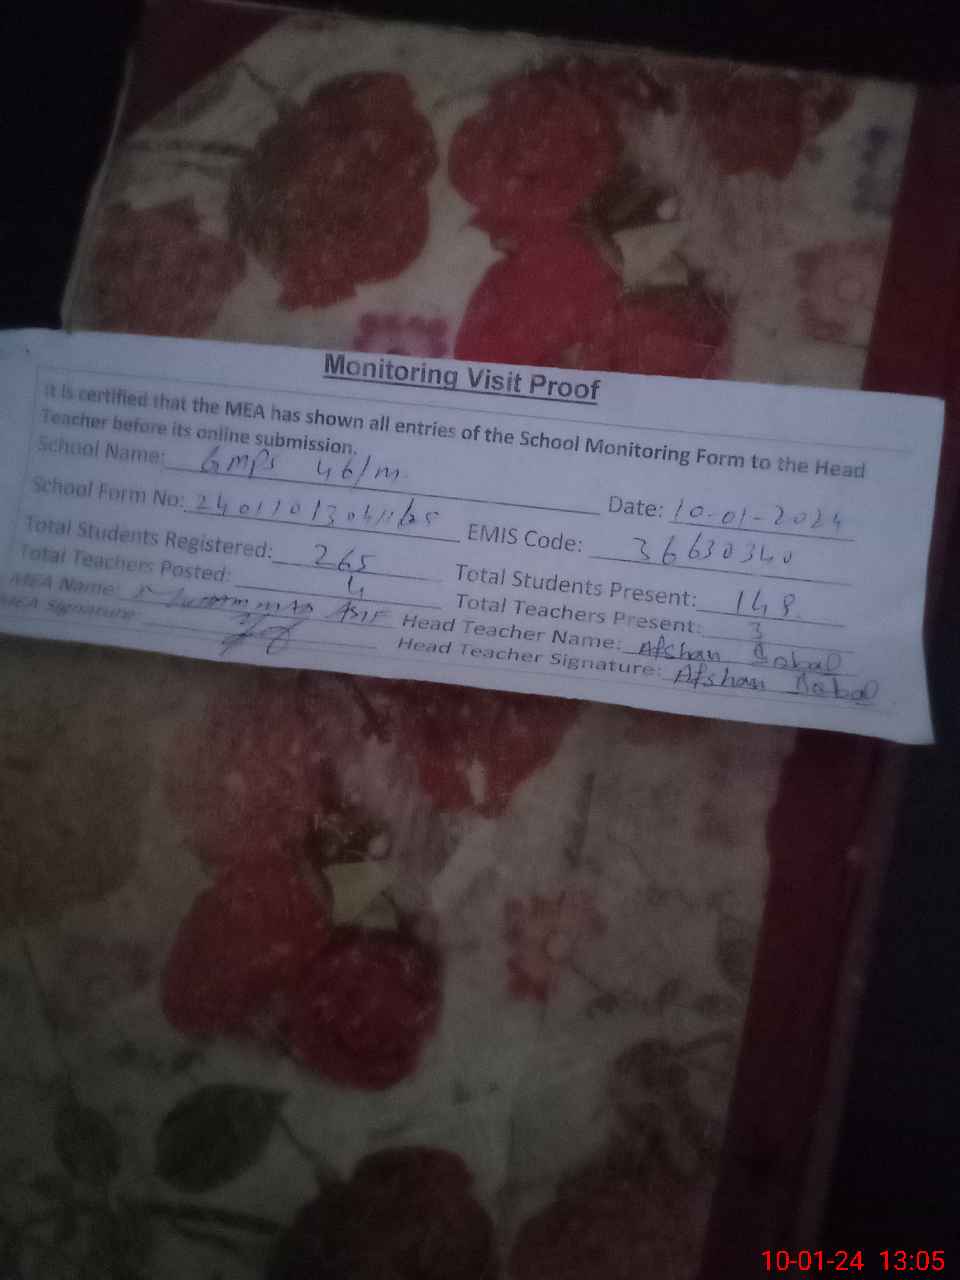 Monitoring Visit Proof
It is certified that the MEA has shown all entries of the School Monitoring Form to the Head
Teacher before its online submission.
School Name: GMPS 46/M Date: 10-01-2024
School Form No: EMIS Code: 36630340
Total Students Registered: 265 Total Students Present: 148
Total Teachers Posted: 4 Total Teachers Present: 3
MEA Name: Muhammad ASIF Head Teacher Name: Afshan Iqbal
MEA Signature: Head Teacher Signature: Afshan Iqbal
10-01-24 13:05